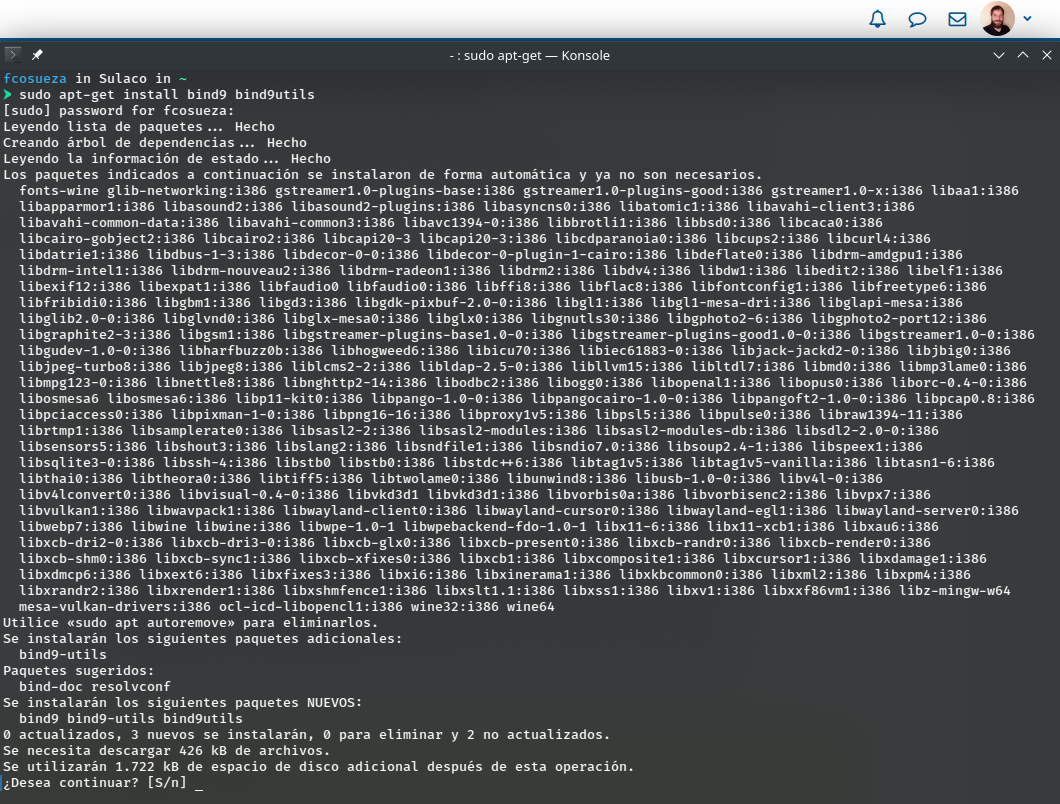 - : sudo apt-get — Konsole
fcosueza in Sulaco in ~
➤ sudo apt-get install bind9 bind9utils
[sudo] password for fcosueza:
Leyendo lista de paquetes... Hecho
Creando árbol de dependencias... Hecho
Leyendo la información de estado... Hecho
Los paquetes indicados a continuación se instalaron de forma automática y ya no son necesarios.
fonts-wine glib-networking:i386 gstreamer1.0-plugins-base:i386 gstreamer1.0-plugins-good:i386 gstreamer1.0-x:i386 libaa1:i386
libapparmor1:i386 libasound2:i386 libasound2-plugins:i386 libasyncns0:i386 libatomic1:i386 libavahi-client3:i386
libavahi-common-data:i386 libavahi-common3:i386 libavc1394-0:i386 libbrotli1:i386 libbsd0:i386 libcaca0:i386
libcairo-gobject2:i386 libcairo2:i386 libcapi20-3 libcapi20-3:i386 libcdparanoia0:i386 libcups2:i386 libcurl4:i386
libdatrie1:i386 libdbus-1-3:i386 libdecor-0-0:i386 libdecor-0-plugin-1-cairo:i386 libdeflate0:i386 libdrm-amdgpu1:i386
libdrm-intel1:i386 libdrm-nouveau2:i386 libdrm-radeon1:i386 libdrm2:i386 libdv4:i386 libdw1:i386 libedit2:i386 libelf1:i386
libexif12:i386 libexpat1:i386 libfaudio0 libfaudio0:i386 libffi8:i386 libflac8:i386 libfontconfig1:i386 libfreetype6:i386
libfribidi0:i386 libgbm1:i386 libgd3:i386 libgdk-pixbuf-2.0-0:i386 libgl1:i386 libgl1-mesa-dri:i386 libglapi-mesa:i386
libglib2.0-0:i386 libglvnd0:i386 libglx-mesa0:i386 libglx0:i386 libgnutls30:i386 libgphoto2-6:i386 libgphoto2-port12:i386
libgraphite2-3:i386 libgsm1:i386 libgstreamer-plugins-base1.0-0:i386 libgstreamer-plugins-good1.0-0:i386 libgstreamer1.0-0:i386
libgudev-1.0-0:i386 libharfbuzz0b:i386 libhogweed6:i386 libicu70:i386 libiec61883-0:i386 libjack-jackd2-0:i386 libjbig0:i386
libjpeg-turbo8:i386 libjpeg8:i386 liblcms2-2:i386 libldap-2.5-0:i386 libllvm15:i386 libltdl7:i386 libmd0:i386 libmp3lame0:i386
libmpg123-0:i386 libnettle8:i386 libnghttp2-14:i386 libodbc2:i386 libogg0:i386 libopenal1:i386 libopus0:i386 liborc-0.4-0:i386
libosmesa6 libosmesa6:i386 libp11-kit0:i386 libpango-1.0-0:i386 libpangocairo-1.0-0:i386 libpangoft2-1.0-0:i386 libpcap0.8:i386
libpciaccess0:i386 libpixman-1-0:i386 libpng16-16:i386 libproxy1v5:i386 libpsl5:i386 libpulse0:i386 libraw1394-11:i386
librtmp1:i386 libsamplerate0:i386 libsasl2-2:i386 libsasl2-modules:i386 libsasl2-modules-db:i386 libsdl2-2.0-0:i386
libsensors5:i386 libshout3:i386 libslang2:i386 libsndfile1:i386 libsndio7.0:i386 libsoup2.4-1:i386 libspeex1:i386
libsqlite3-0:i386 libssh-4:i386 libstb0 libstb0:i386 libstdc++6:i386 libtag1v5:i386 libtag1v5-vanilla:i386 libtasn1-6:i386
libthai0:i386 libtheora0:i386 libtiff5:i386 libtwolame0:i386 libunwind8:i386 libusb-1.0-0:i386 libv4l-0:i386
libv4lconvert0:i386 libvisual-0.4-0:i386 libvkd3d1 libvkd3d1:i386 libvorbis0a:i386 libvorbisenc2:i386 libvpx7:i386
libvulkan1:i386 libwavpack1:i386 libwayland-client0:i386 libwayland-cursor0:i386 libwayland-egl1:i386 libwayland-server0:i386
libwebp7:i386 libwine libwine:i386 libwpe-1.0-1 libwpebackend-fdo-1.0-1 libx11-6:i386 libx11-xcb1:i386 libxau6:i386
libxcb-dri2-0:i386 libxcb-dri3-0:i386 libxcb-glx0:i386 libxcb-present0:i386 libxcb-randr0:i386 libxcb-render0:i386
libxcb-shm0:i386 libxcb-sync1:i386 libxcb-xfixes0:i386 libxcb1:i386 libxcomposite1:i386 libxcursor1:i386 libxdamage1:i386
libxdmcp6:i386 libxext6:i386 libxfixes3:i386 libxi6:i386 libxinerama1:i386 libxkbcommon0:i386 libxml2:i386 libxpm4:i386
libxrandr2:i386 libxrender1:i386 libxshmfence1:i386 libxslt1.1:i386 libxss1:i386 libxv1:i386 libxxf86vm1:i386 libz-mingw-w64
mesa-vulkan-drivers:i386 ocl-icd-libopencl1:i386 wine32:i386 wine64
Utilice «sudo apt autoremove» para eliminarlos.
Se instalarán los siguientes paquetes adicionales:
bind9-utils
Paquetes sugeridos:
bind-doc resolvconf
Se instalarán los siguientes paquetes NUEVOS:
bind9 bind9-utils bind9utils
0 actualizados, 3 nuevos se instalarán, 0 para eliminar y 2 no actualizados.
Se necesita descargar 426 kB de archivos.
Se utilizarán 1.722 kB de espacio de disco adicional después de esta operación.
¿Desea continuar? [S/n] _